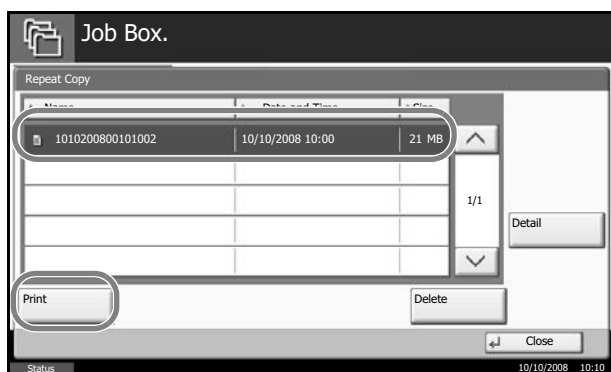 Job Box.
Repeat Copy
Name Date and Time Size
1010200800101002 10/10/2008 10:00 21 MB
1/1
Detail
Print Delete
Close
Status 10/10/2008 10:10